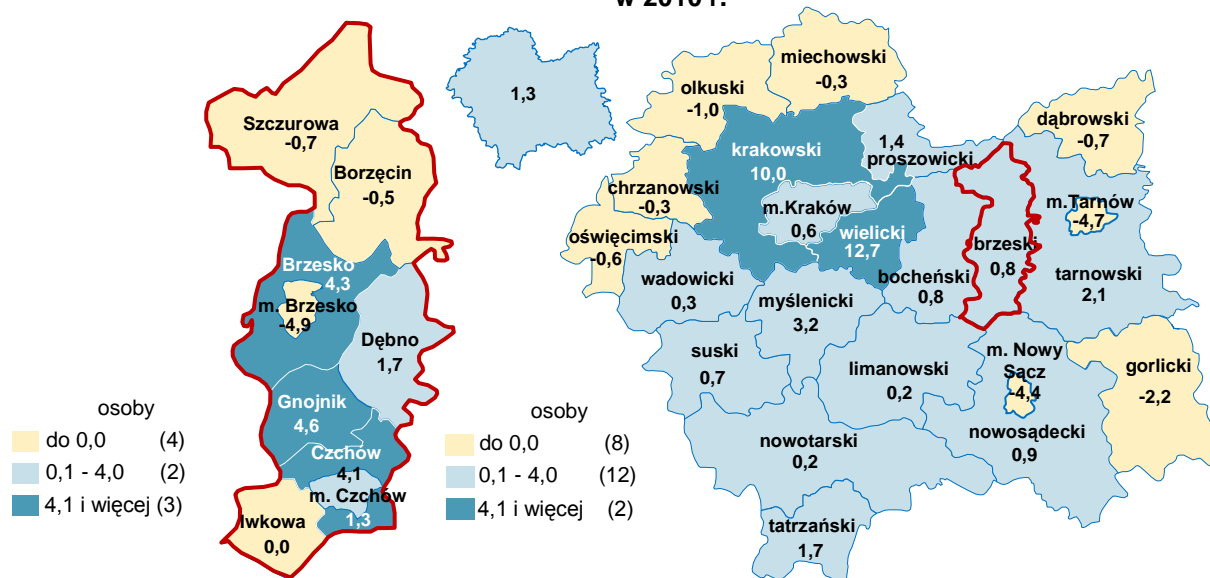 w 2010 r.
Szczurowa
-0,7
Borzęcin
-0,5
Brzesko
4,3
m. Brzesko
-4,9
Dębno
1,7
Gnojnik
4,6
Czchów
4,1
m. Czchów
1,3
Iwkowa
0,0
osoby
do 0,0 (4)
0,1 - 4,0 (2)
4,1 i więcej (3)
1,3
osoby
do 0,0 (8)
0,1 - 4,0 (12)
4,1 i więcej (2)
miechowski
-0,3
olkuski
-1,0
dąbrowski
-0,7
krakowski
10,0
1,4
proszowicki
chrzanowski
-0,3
m.Kraków
0,6
m.Tarnów
-4,7
oświęcimski
-0,6
wielicki
12,7
brzeski
0,8
wadowicki
0,3
bocheński
0,8
tarnowski
2,1
myślenicki
3,2
suski
0,7
limanowski
0,2
m. Nowy
Sącz
-4,4
gorlicki
-2,2
nowotarski
0,2
nowosądecki
0,9
tatrzański
1,7